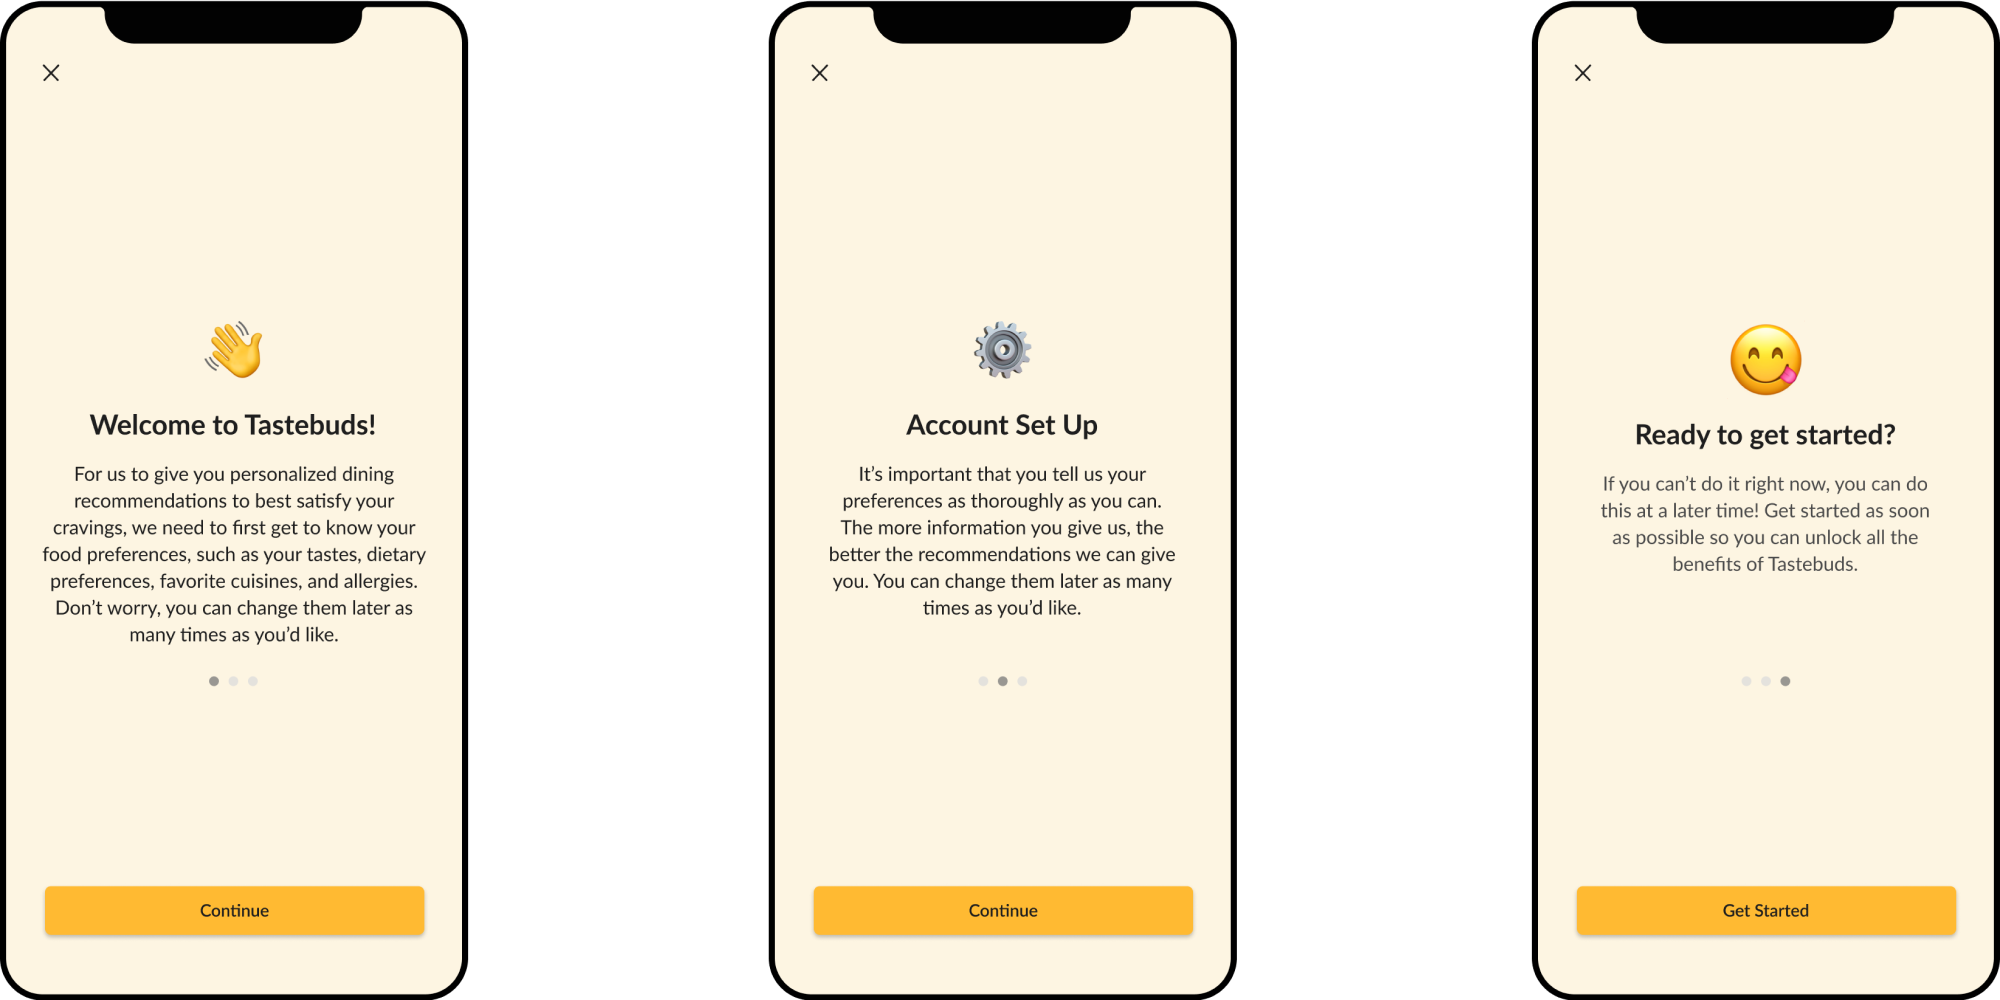 Welcome to Tastebuds!
For us to give you personalized dining
recommendations to best satisfy your
cravings, we need to first get to know your
food preferences, such as your tastes, dietary
preferences, favorite cuisines, and allergies.
Don’t worry, you can change them later as
many times as you’d like.
Continue
Account Set Up
It’s important that you tell us your
preferences as thoroughly as you can.
The more information you give us, the
better the recommendations we can give
you. You can change them later as many
times as you’d like.
Continue
Ready to get started?
If you can’t do it right now, you can do
this at a later time! Get started as soon
as possible so you can unlock all the
benefits of Tastebuds.
Get Started